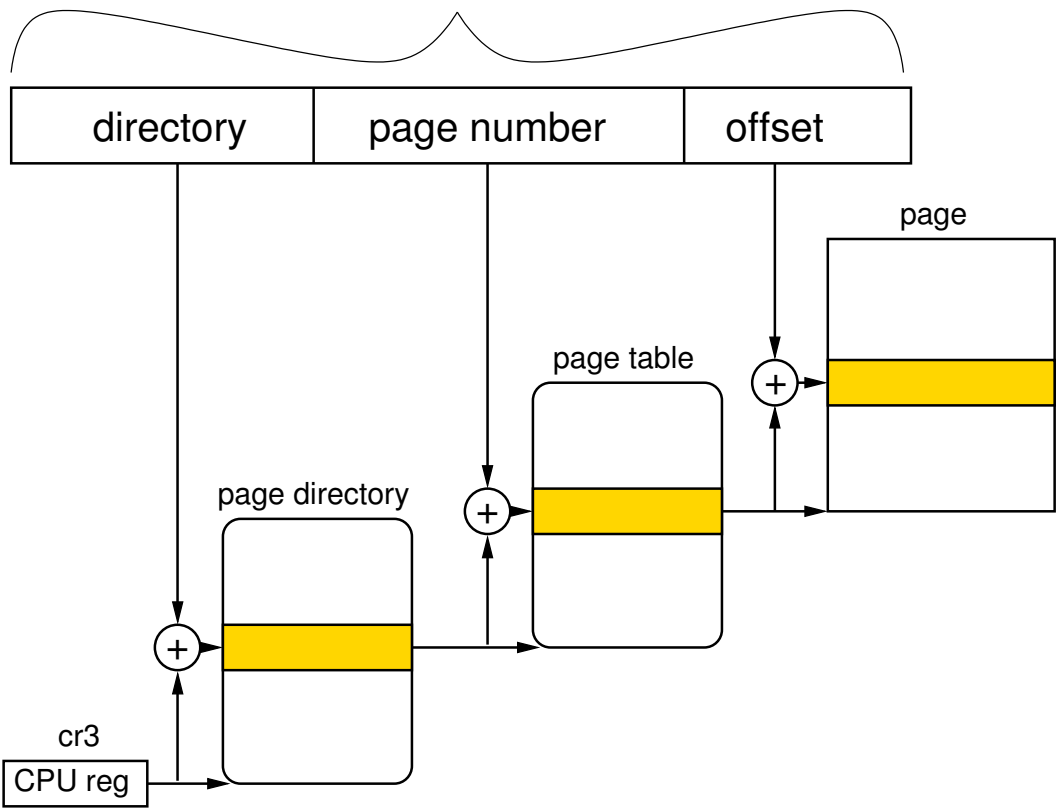 directory
page number
offset
page
page table
+
+
page directory
+
cr3
CPU reg